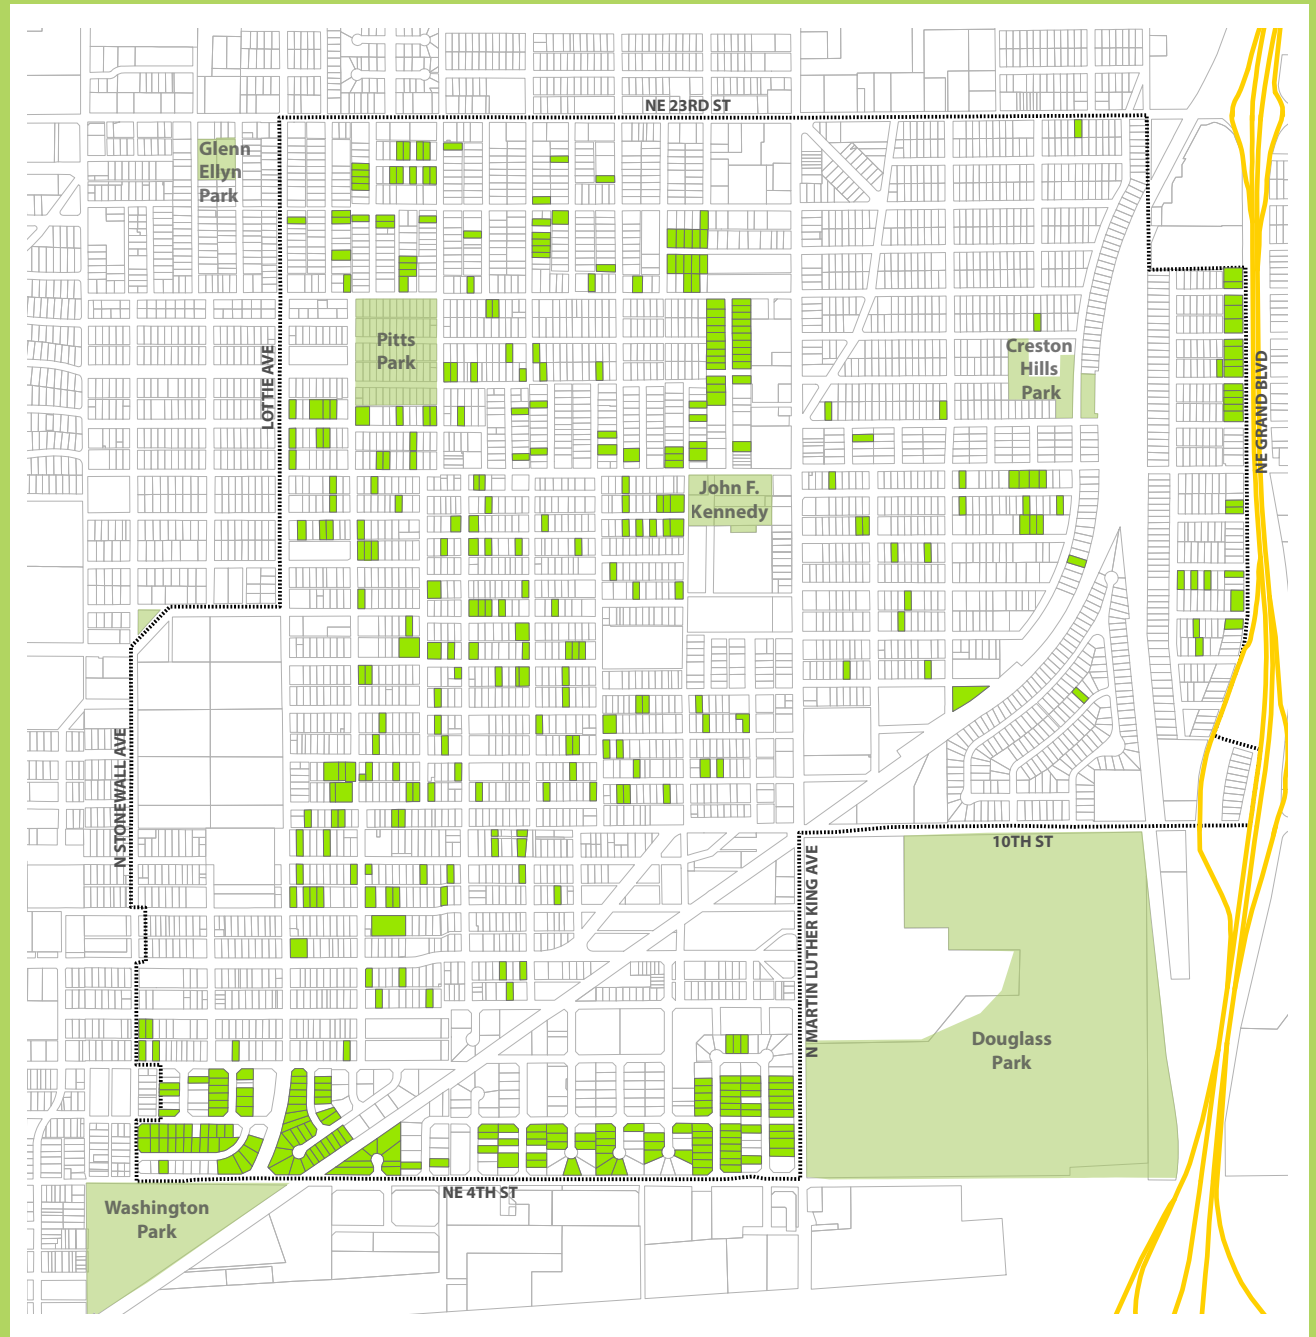 NE 23RD ST
Glenn
Ellyn
Park
Pitts
Park
LOTTIE AVE
Creston
Hills
Park
NE GRAND BLVD
John F.
Kennedy
N STONEWALL AVE
10TH ST
N MARTIN LUTHER KING AVE
Douglass
Park
NE 4TH ST
Washington
Park